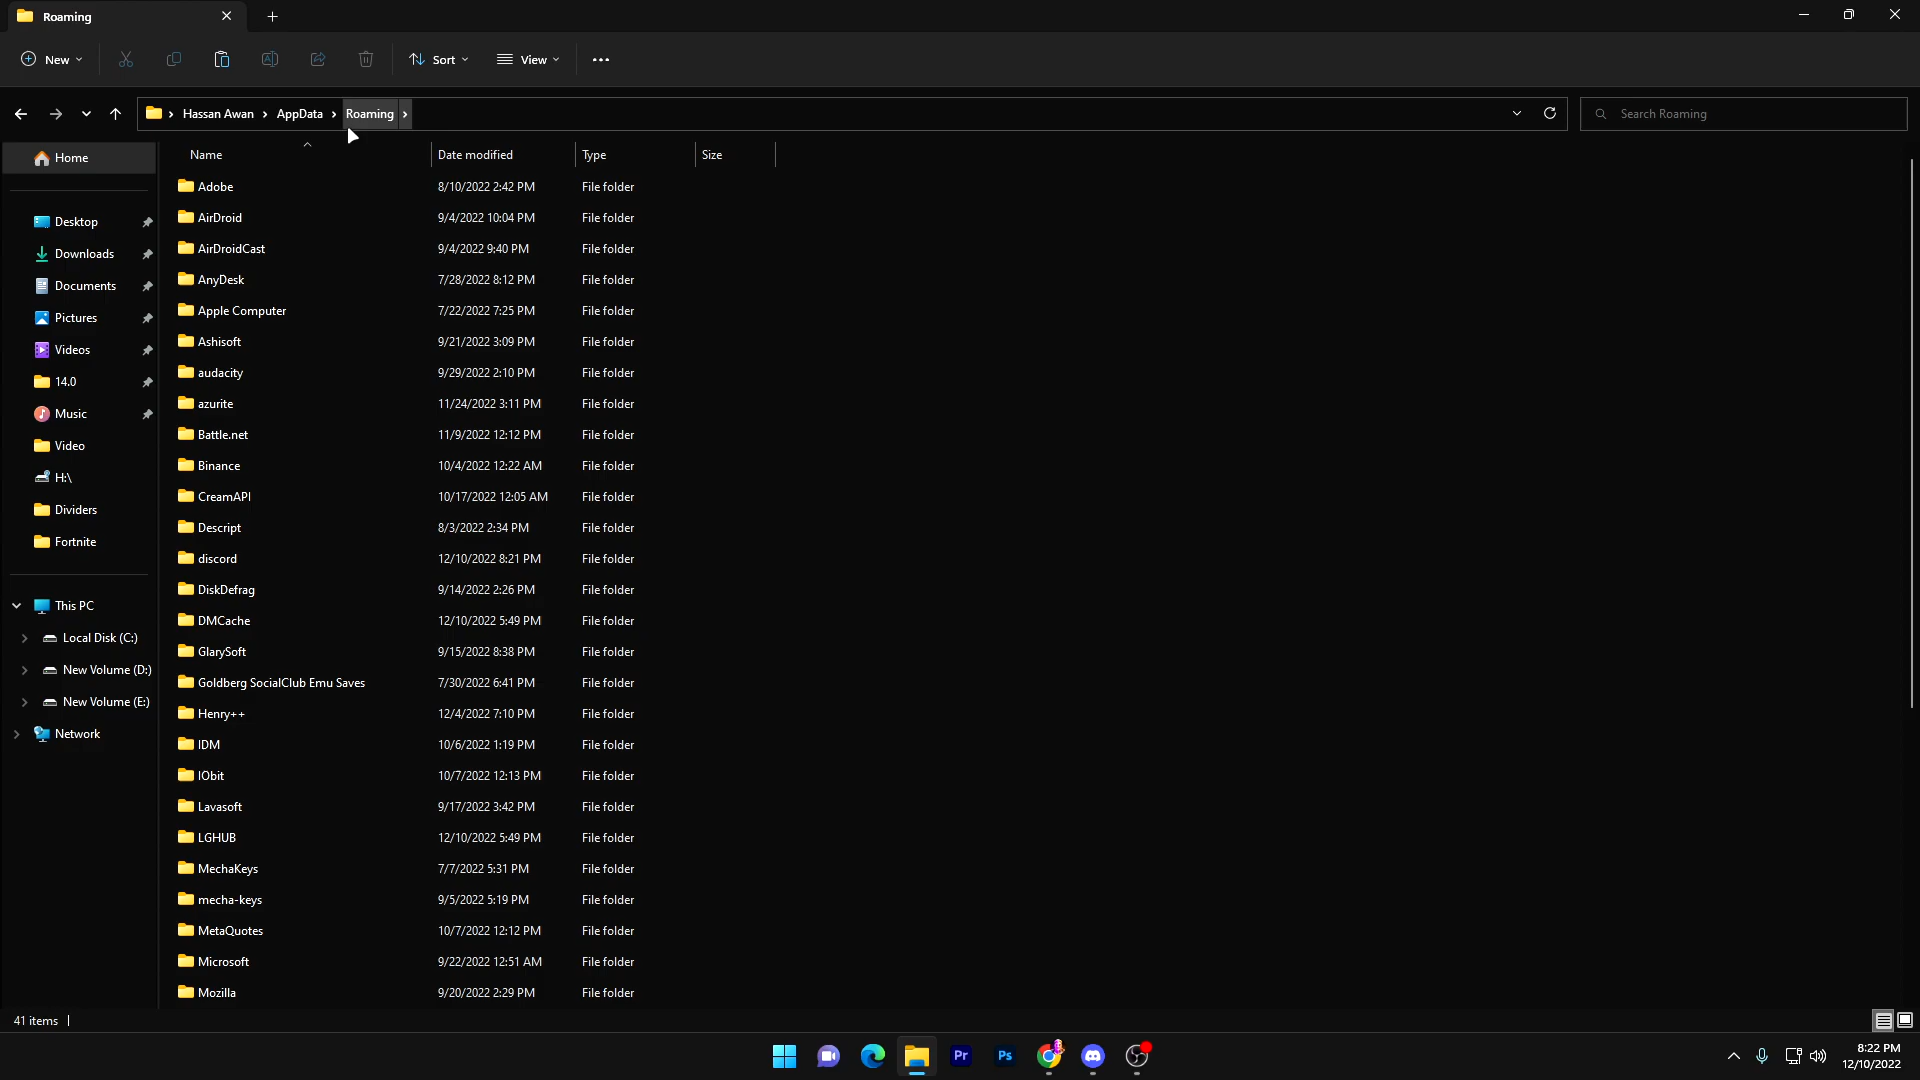 Roaming
New
Sort
View
Hassan Awan > AppData > Roaming >
Search Roaming
Name Date modified Type Size
Home
Desktop
Downloads
Documents
Pictures
Videos
14.0
Music
Video
H:\
Dividers
Fortnite
This PC
Local Disk (C:)
New Volume (D:)
New Volume (E:)
Network
Adobe 8/10/2022 2:42 PM File folder
AirDroid 9/4/2022 10:04 PM File folder
AirDroidCast 9/4/2022 9:40 PM File folder
AnyDesk 7/28/2022 8:12 PM File folder
Apple Computer 7/22/2022 7:25 PM File folder
Ashisoft 9/21/2022 3:09 PM File folder
audacity 9/29/2022 2:10 PM File folder
azurite 11/24/2022 3:11 PM File folder
Battle.net 11/9/2022 12:12 PM File folder
Binance 10/4/2022 12:22 AM File folder
CreamAPI 10/17/2022 12:05 AM File folder
Descript 8/3/2022 2:34 PM File folder
discord 12/10/2022 8:21 PM File folder
DiskDefrag 9/14/2022 2:26 PM File folder
DMCache 12/10/2022 5:49 PM File folder
GlarySoft 9/15/2022 8:38 PM File folder
Goldberg SocialClub Emu Saves 7/30/2022 6:41 PM File folder
Henry++ 12/4/2022 7:10 PM File folder
IDM 10/6/2022 1:19 PM File folder
IObit 10/7/2022 12:13 PM File folder
Lavasoft 9/17/2022 3:42 PM File folder
LGHUB 12/10/2022 5:49 PM File folder
MechaKeys 7/7/2022 5:31 PM File folder
mecha-keys 9/5/2022 5:19 PM File folder
MetaQuotes 10/7/2022 12:12 PM File folder
Microsoft 9/22/2022 12:51 AM File folder
Mozilla 9/20/2022 2:29 PM File folder
41 items
Pr
Ps
8:22 PM
12/10/2022